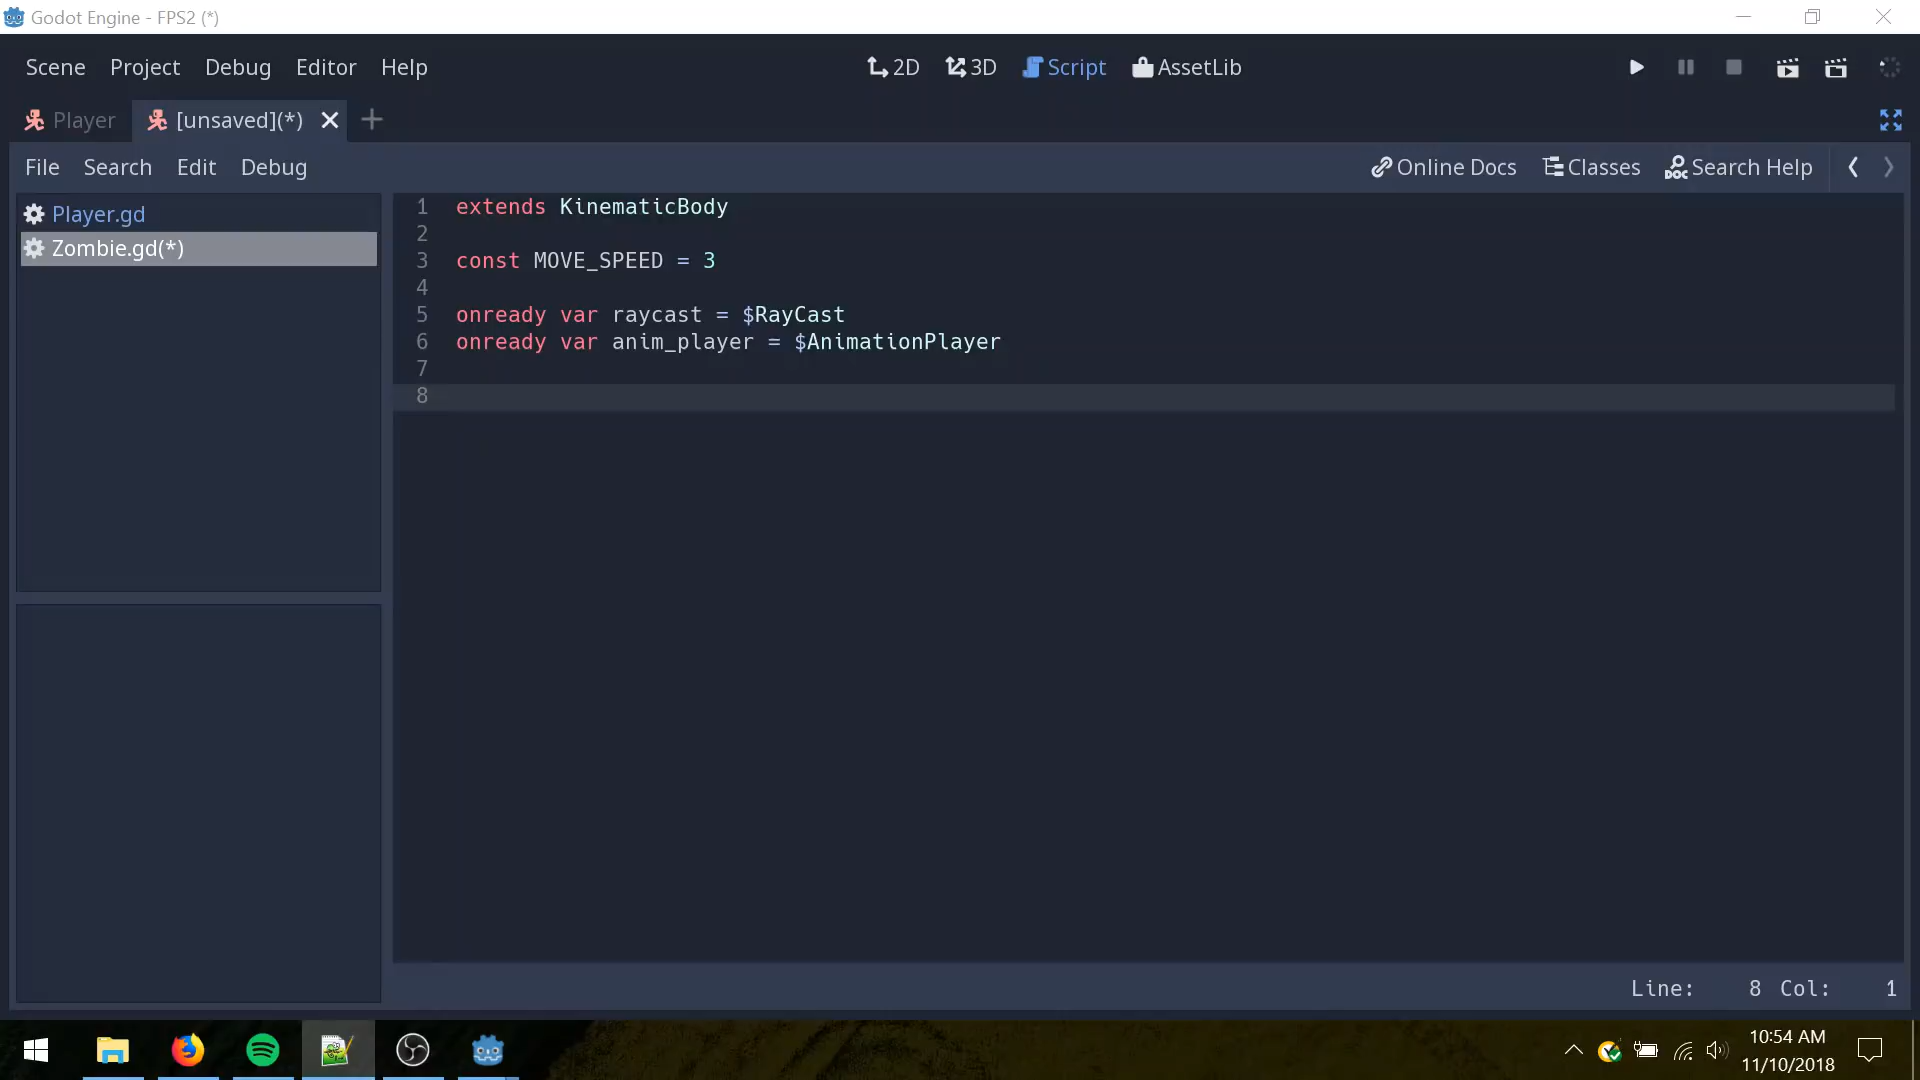 Godot Engine - FPS2 (*)
Scene Project Debug Editor Help
2D 3D Script AssetLib
Player [unsaved](*)
File Search Edit Debug
Online Docs Classes Search Help
Player.gd
Zombie.gd(*)
1 extends KinematicBody
2
3 const MOVE_SPEED = 3
4
5 onready var raycast = $RayCast
6 onready var anim_player = $AnimationPlayer
7
8
Line: 8 Col: 1
10:54 AM
11/10/2018